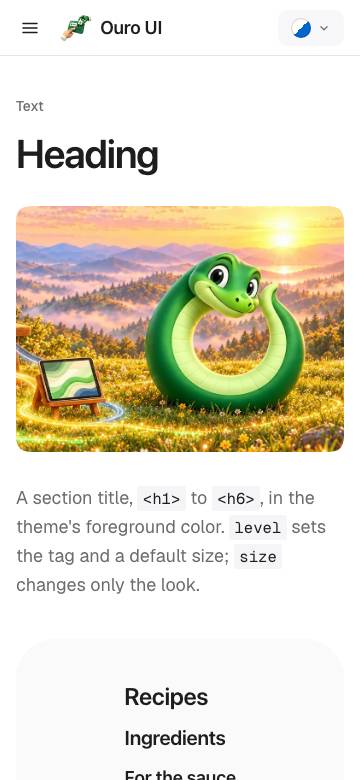 Ouro UI
Text
Heading
A section title, <h1> to <h6>, in the
theme's foreground color. level sets
the tag and a default size; size
changes only the look.
Recipes
Ingredients
For the sauce